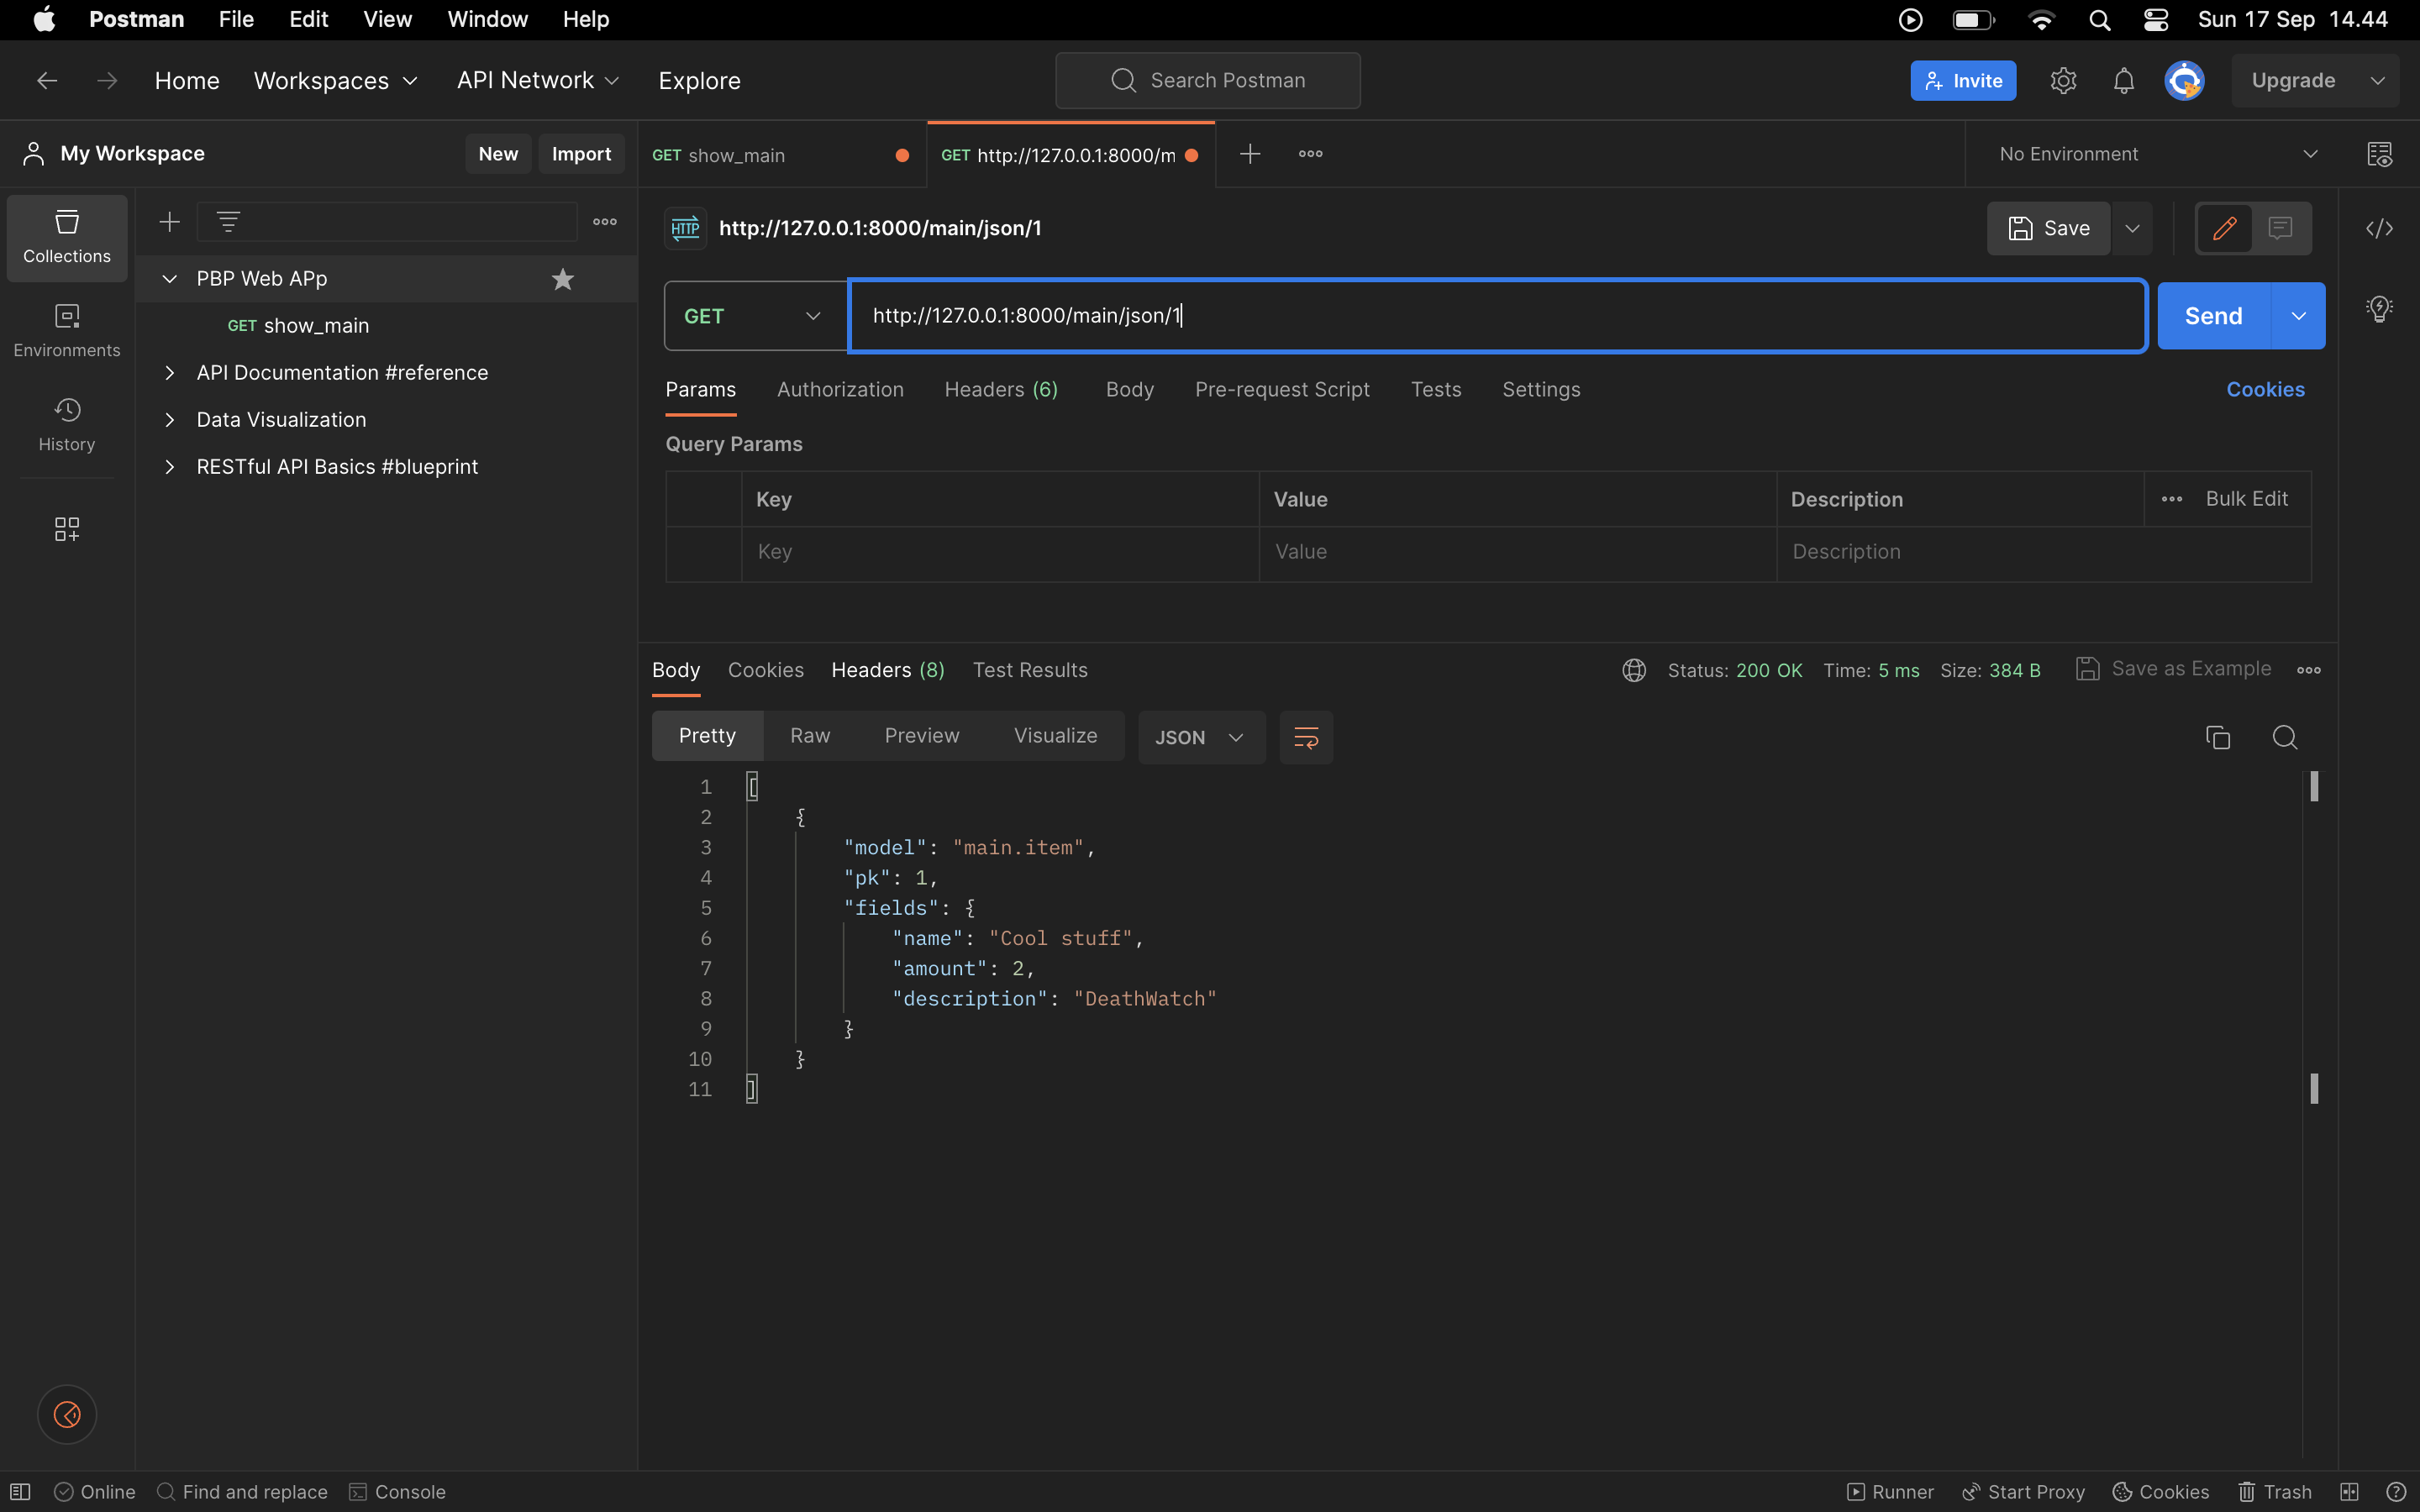 Postman File Edit View Window Help Sun 17 Sep 14.44
Home Workspaces API Network Explore Search Postman Invite Upgrade
My Workspace New Import GET show_main GET http://127.0.0.1:8000/m No Environment
Collections
Environments
History
PBP Web APp
GET show_main
API Documentation #reference
Data Visualization
RESTful API Basics #blueprint
HTTP http://127.0.0.1:8000/main/json/1 Save
GET http://127.0.0.1:8000/main/json/1 Send
Params Authorization Headers (6) Body Pre-request Script Tests Settings Cookies
Query Params
Key Value Description Bulk Edit
Key Value Description
Body Cookies Headers (8) Test Results Status: 200 OK Time: 5 ms Size: 384 B Save as Example
Pretty Raw Preview Visualize JSON
1 [
2 {
3 "model": "main.item",
4 "pk": 1,
5 "fields": {
6 "name": "Cool stuff",
7 "amount": 2,
8 "description": "DeathWatch"
9 }
10 }
11 ]
Online Find and replace Console Runner Start Proxy Cookies Trash